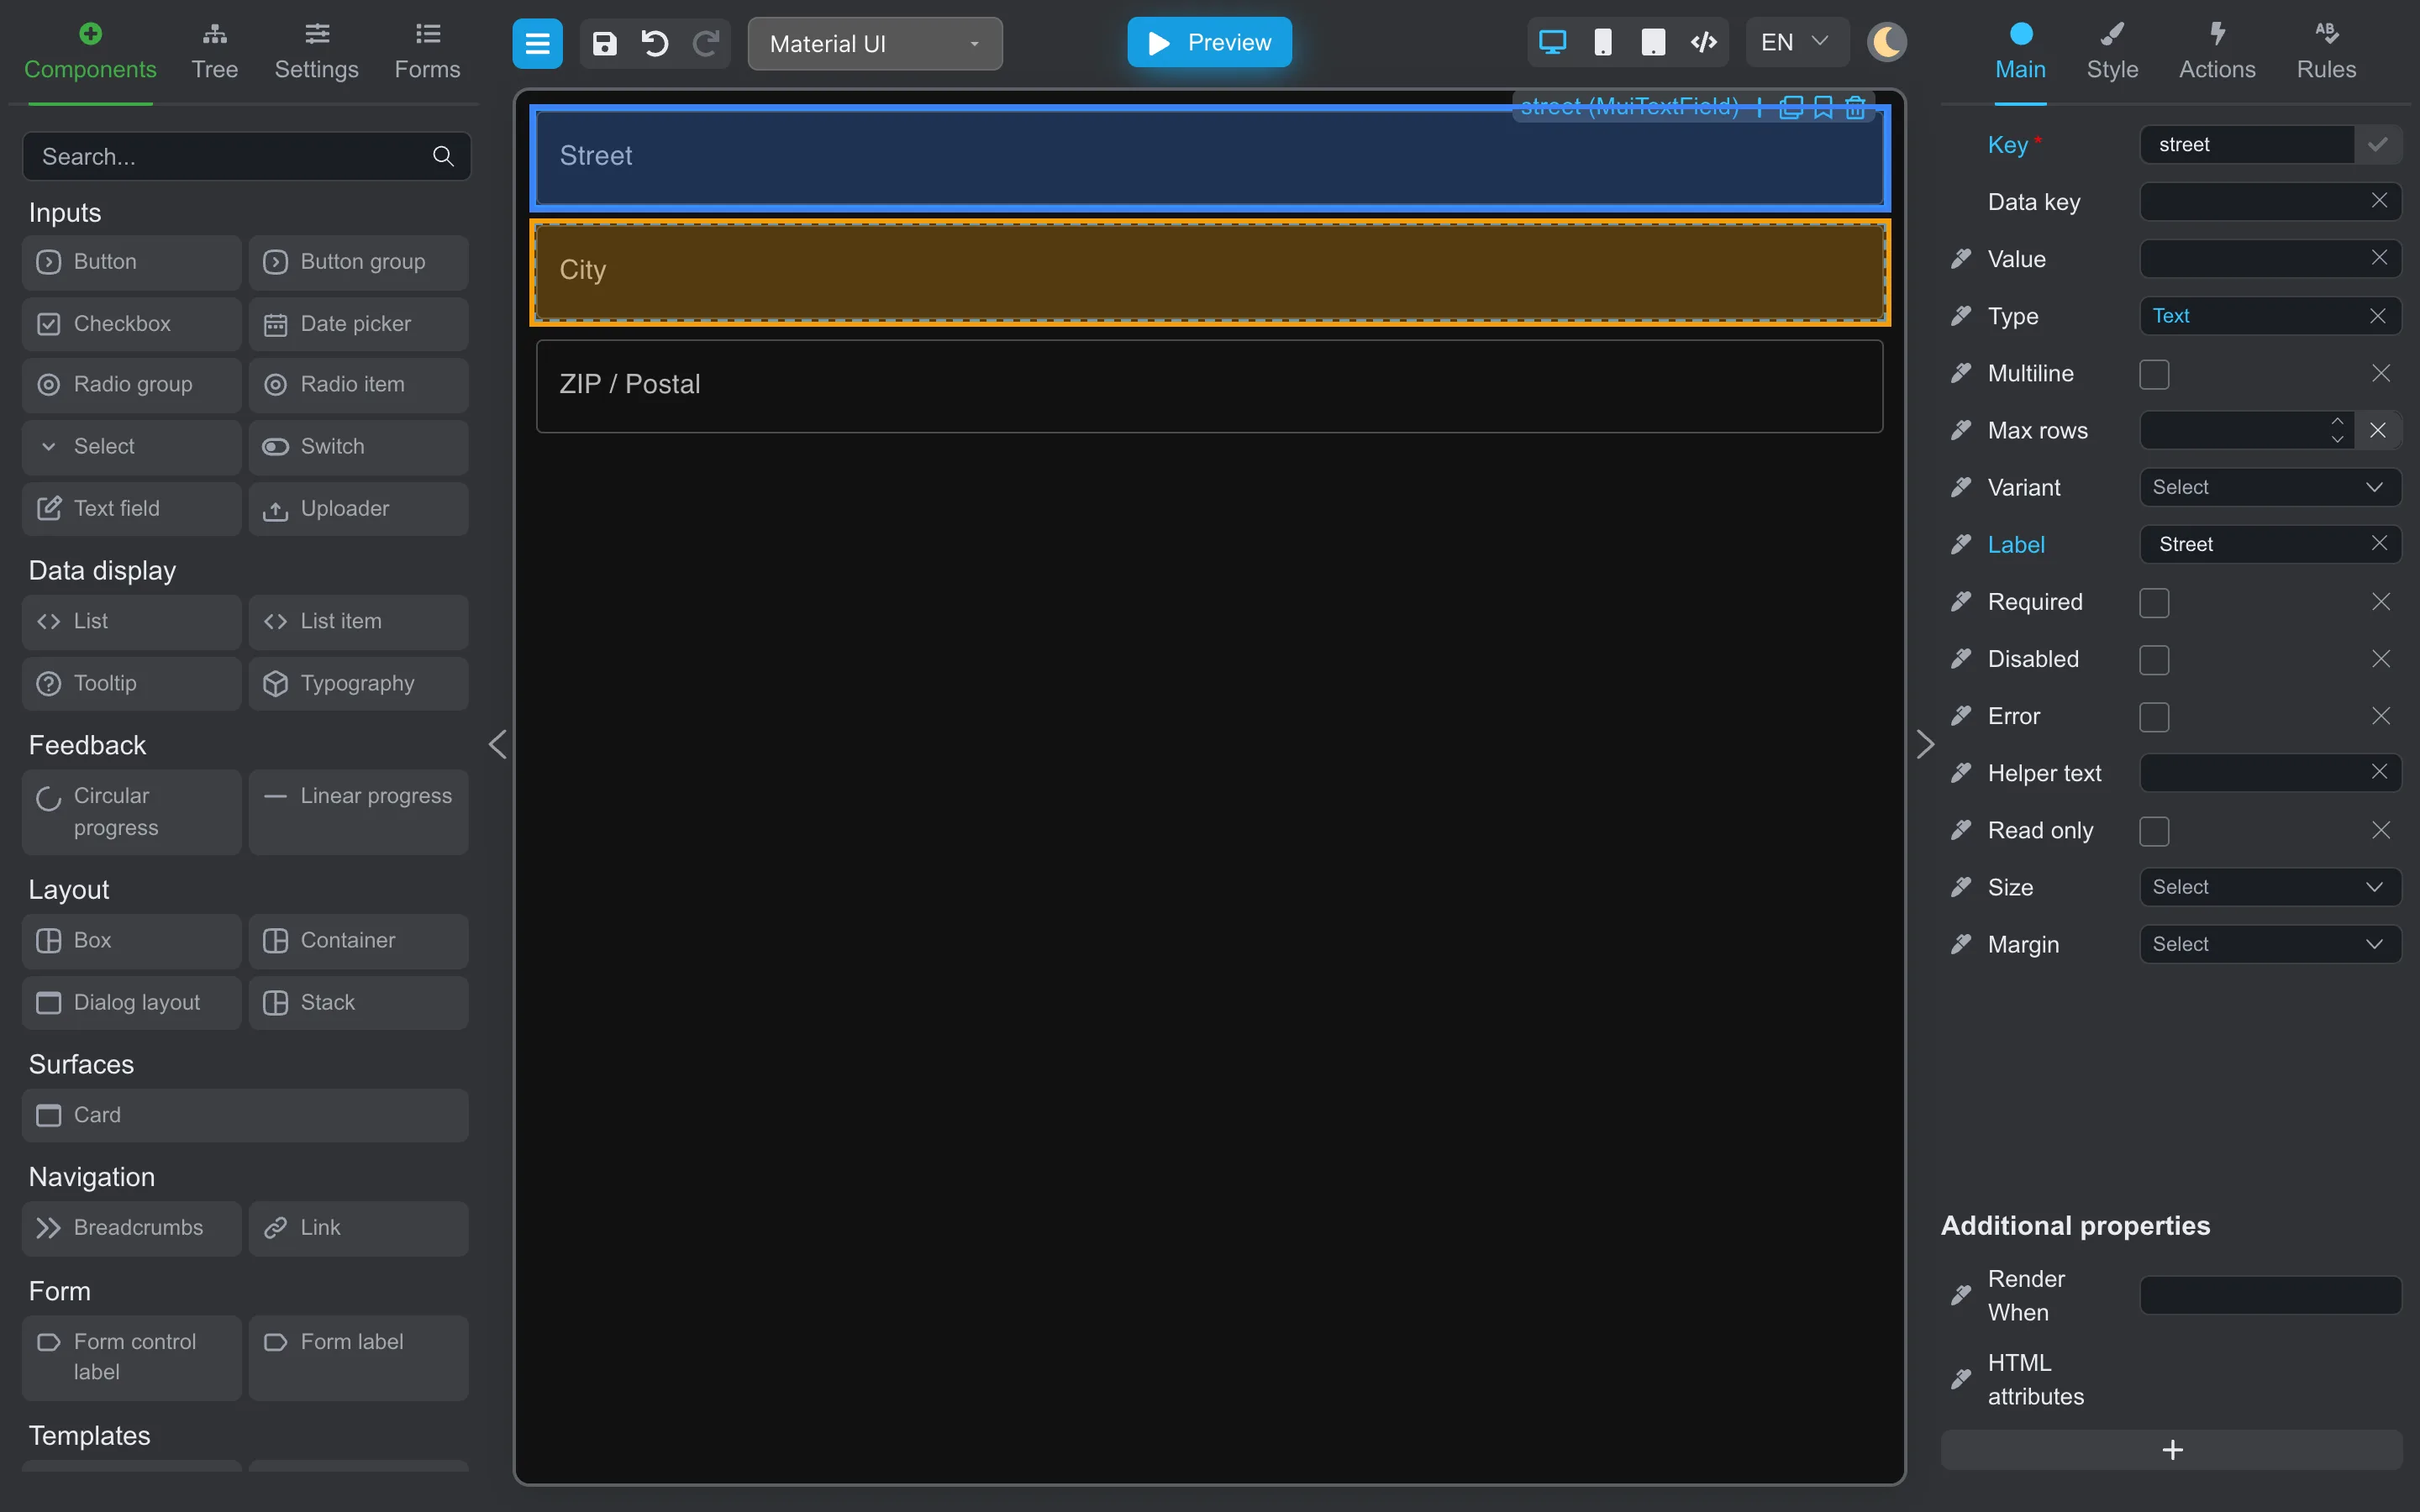 Components
Tree
Settings
Forms
Material UI
Preview
EN
Main
Style
Actions
Rules
Search...
Inputs
Button
Button group
Checkbox
Date picker
Radio group
Radio item
Select
Switch
Text field
Uploader
Data display
List
List item
Tooltip
Typography
Feedback
Circular
progress
Linear progress
Layout
Box
Container
Dialog layout
Stack
Surfaces
Card
Navigation
Breadcrumbs
Link
Form
Form control
label
Form label
Templates
street (MuiTextField)
Street
City
ZIP / Postal
Key *
street
Data key
Value
Type
Text
Multiline
Max rows
Variant
Select
Label
Street
Required
Disabled
Error
Helper text
Read only
Size
Select
Margin
Select
Additional properties
Render
When
HTML
attributes